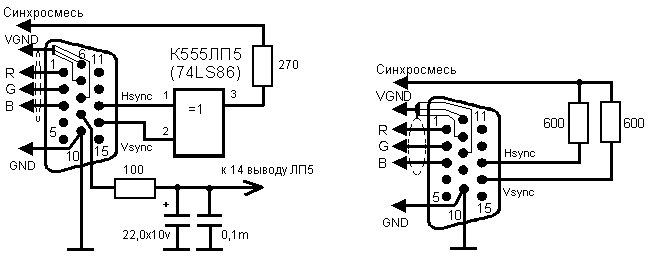 Синхросмесь
VGND
К555ЛП5
(74LS86)
6
1
11
R
G
B
Hsync
1
3
=1
270
2
5
10
15
Vsync
GND
100
к 14 выводу ЛП5
+
22,0х10v
0,1m
Синхросмесь
VGND
1
11
R
G
B
600
600
Hsync
Vsync
5
10
15
GND